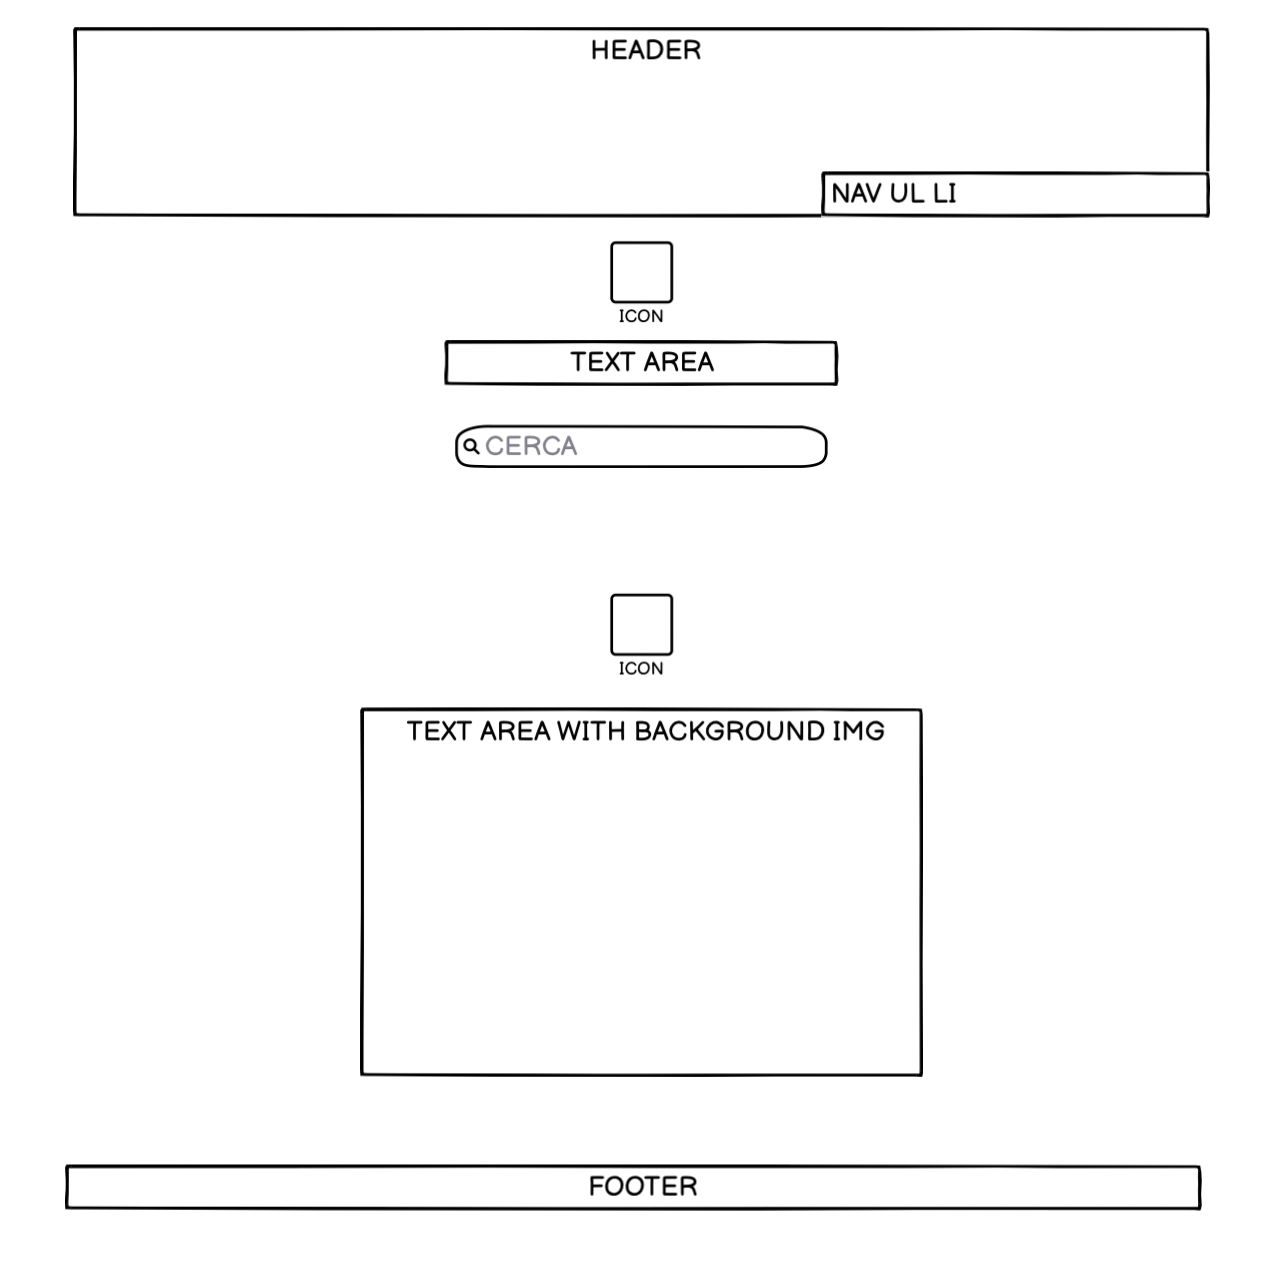 HEADER
NAV UL LI
ICON
TEXT AREA
CERCA
ICON
TEXT AREA WITH BACKGROUND IMG
FOOTER